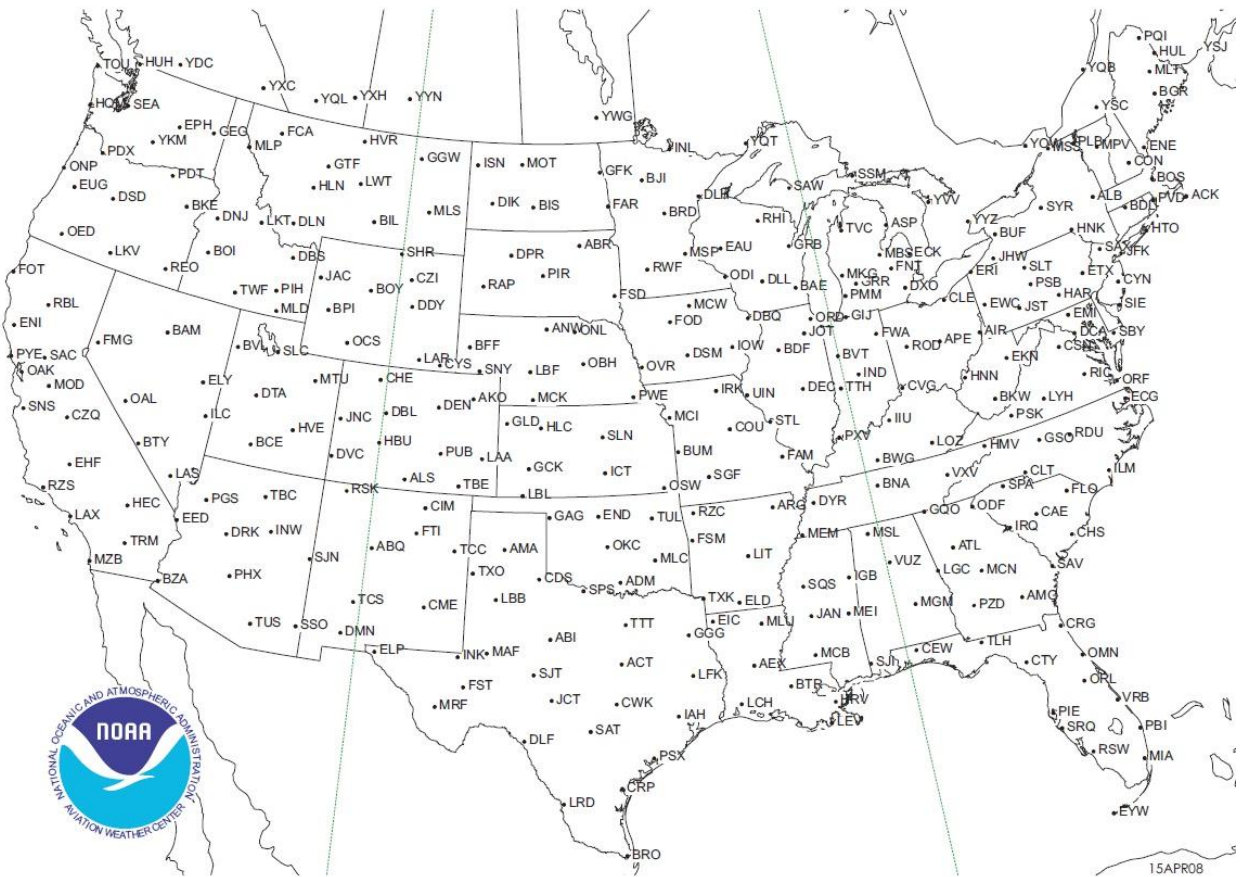 PQI
HUL
YSJ
TOU
HUH
YDC
YQB
MLT
YXC
BGR
YQL
YXH
YYN
HQM
SEA
YSC
YWG
EPH
GEG
FCA
YKM
MLP
HVR
YQT
MSS
MPV
ENE
PDX
INL
GGW
ISN
MOT
CON
ONP
GTF
GFK
BJI
SSM
BOS
PDT
EUG
HLN
LWT
SAW
DSD
ALB
PVD
ACK
BKE
DIK
BIS
FAR
YVV
BDL
DNJ
LKT
DLN
BIL
MLS
BRD
RHI
YYZ
SYR
TVC
ASP
OED
BUF
HNK
HTO
LKV
BOI
DBS
SHR
DPR
ABR
MSP
EAU
GRB
MBS
ECK
JHW
SAX
JFK
FOT
REO
JAC
CZI
PIR
RWF
ODI
DLL
MKG
FNT
ERI
SLT
ETX
TWF
PIH
BOY
RAP
BAE
GRR
DXO
PSB
CYN
RBL
MLD
BPI
DDY
FSD
PMM
CLE
EWC
JST
HAR
SIE
MCW
ENI
BAM
ANW
ONL
FOD
DBQ
ORD
GIJ
EMI
FMG
OCS
JOT
FWA
APE
AIR
DCA
SBY
BVL
SLC
BFF
DSM
IOW
BDF
ROD
CSN
PYE
SAC
LAR
CYS
OBH
BVT
EKN
OAK
SNY
LBF
OVR
IND
HNN
RIC
ORF
MOD
ELY
MTU
CHE
DTA
AKO
MCK
PWE
IRK
UIN
DEC
TTH
CVG
OAL
DEN
BKW
LYH
ECG
SNS
CZQ
ILC
JNC
DBL
MCI
PSK
HVE
GLD
HLC
COU
STL
IIU
BTY
BCE
HBU
SLN
PXV
LOZ
HMV
GSO
RDU
DVC
PUB
LAA
BUM
FAM
BWG
EHF
LAS
GCK
ICT
SGF
VXV
CLT
ILM
RZS
ALS
TBE
OSW
BNA
SPA
FLO
PGS
TBC
RSK
LBL
HEC
CIM
ARG
DYR
GQO
ODF
LAX
EED
GAG
END
TUL
RZC
CAE
DRK
INW
FTI
IRQ
CHS
TRM
FSM
MEM
MSL
SJN
ABQ
TCC
AMA
OKC
LIT
ATL
MZB
MLC
VUZ
SAV
BZA
PHX
TXO
CDS
ADM
SQS
IGB
LGC
MCN
SPS
TCS
CME
LBB
TXK
ELD
MGM
PZD
AMG
TUS
SSO
DMN
TTT
EIC
MLU
JAN
MEI
CRG
ABI
GGG
ELP
INK
MAF
MCB
CEW
TLH
OMN
ACT
AEX
SJI
CTY
SJT
LFK
FST
BTR
ORL
MRF
JCT
CWK
LCH
HRV
VRB
IAH
LEV
PIE
SAT
SRQ
PBI
DLF
RSW
MIA
PSX
CRP
LRD
EYW
BRO
NATIONAL OCEANIC AND ATMOSPHERIC ADMINISTRATION
NOAA
AVIATION WEATHER CENTER
15APR08